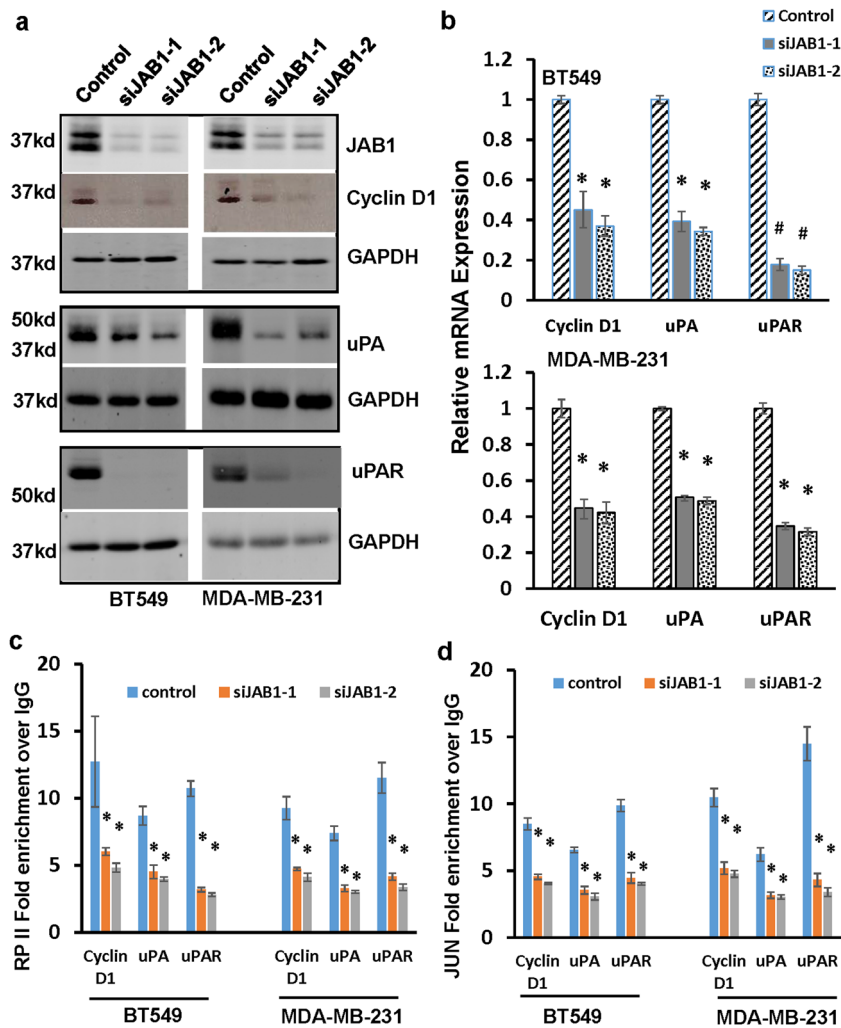 a
Control
siJAB1-1
siJAB1-2
Control
siJAB1-1
siJAB1-2
37kd
JAB1
37kd
Cyclin D1
37kd
GAPDH
50kd
37kd
uPA
37kd
GAPDH
50kd
uPAR
37kd
GAPDH
BT549
MDA-MB-231
b
Control
siJAB1-1
siJAB1-2
Relative mRNA Expression
BT549
1.2
1
0.8
0.6
0.4
0.2
0
* * * * # #
Cyclin D1 uPA uPAR
MDA-MB-231
1.2
1
0.8
0.6
0.4
0.2
0
* * * * * *
Cyclin D1 uPA uPAR
c
RP II Fold enrichment over IgG
20
15
10
5
0
control siJAB1-1 siJAB1-2
* * * * * * * * * * * *
Cyclin D1 uPA uPAR Cyclin D1 uPA uPAR
BT549 MDA-MB-231
d
JUN Fold enrichment over IgG
20
15
10
5
0
control siJAB1-1 siJAB1-2
* * * * * * * * * * * *
Cyclin D1 uPA uPAR Cyclin D1 uPA uPAR
BT549 MDA-MB-231